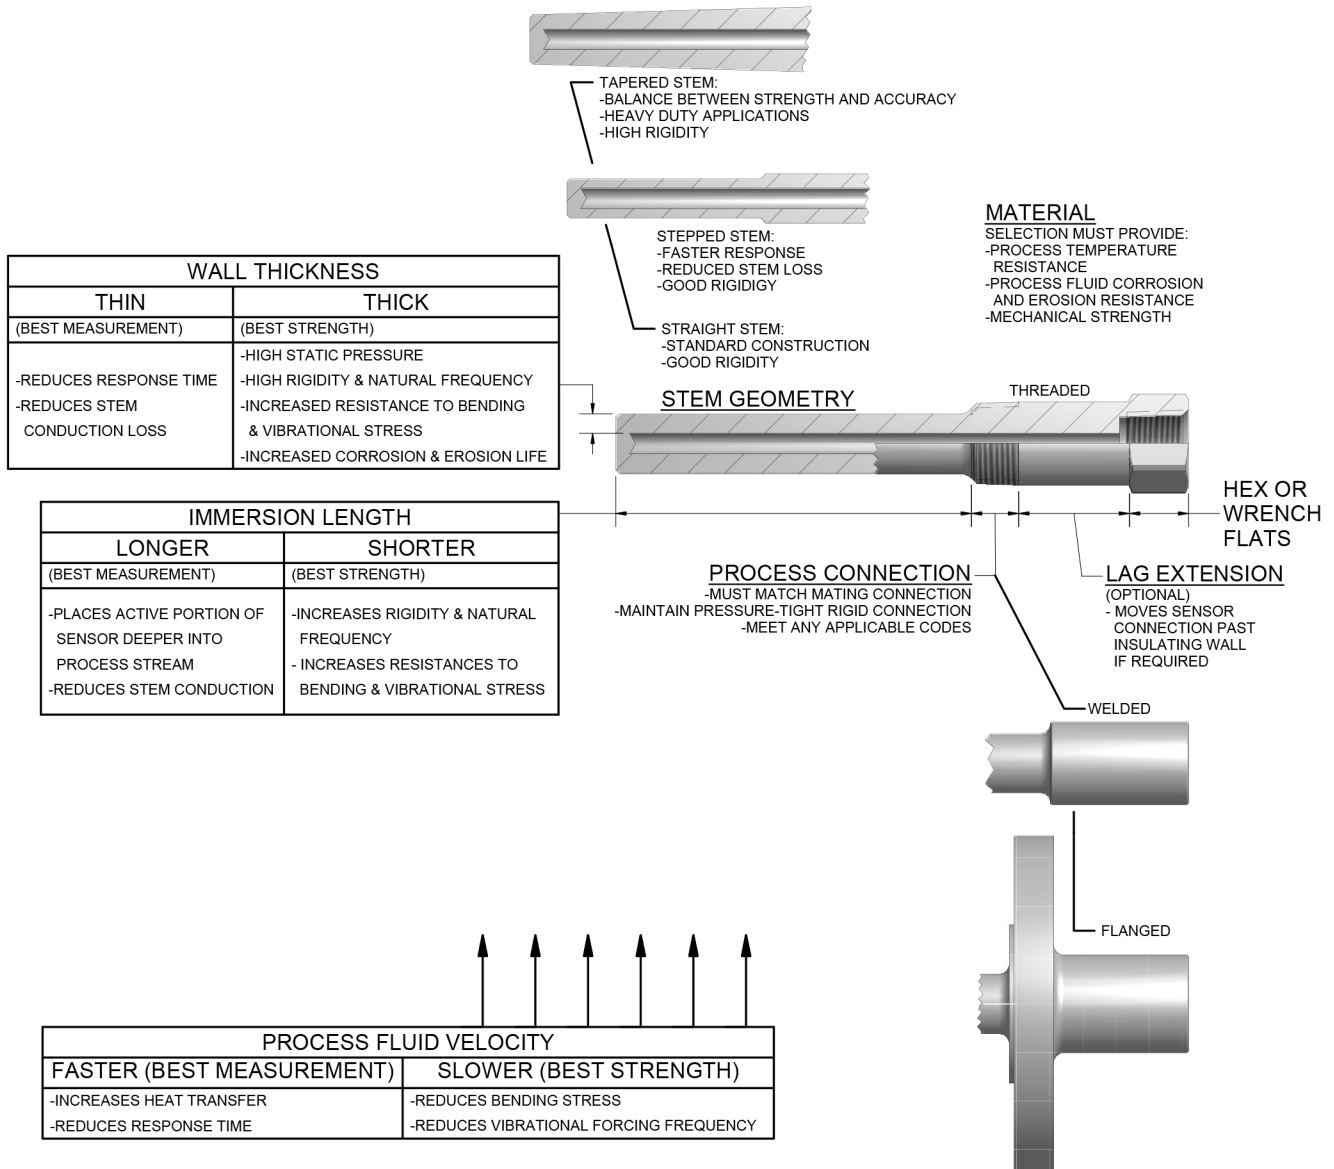 TAPERED STEM:
-BALANCE BETWEEN STRENGTH AND ACCURACY
-HEAVY DUTY APPLICATIONS
-HIGH RIGIDITY
STEPPED STEM:
-FASTER RESPONSE
-REDUCED STEM LOSS
-GOOD RIGIDIGY
MATERIAL
SELECTION MUST PROVIDE:
-PROCESS TEMPERATURE
RESISTANCE
-PROCESS FLUID CORROSION
AND EROSION RESISTANCE
-MECHANICAL STRENGTH
STRAIGHT STEM:
-STANDARD CONSTRUCTION
-GOOD RIGIDITY
WALL THICKNESS
THIN
(BEST MEASUREMENT)
-REDUCES RESPONSE TIME
-REDUCES STEM
CONDUCTION LOSS
THICK
(BEST STRENGTH)
-HIGH STATIC PRESSURE
-HIGH RIGIDITY & NATURAL FREQUENCY
-INCREASED RESISTANCE TO BENDING
& VIBRATIONAL STRESS
-INCREASED CORROSION & EROSION LIFE
STEM GEOMETRY
THREADED
HEX OR
WRENCH
FLATS
IMMERSION LENGTH
LONGER
(BEST MEASUREMENT)
-PLACES ACTIVE PORTION OF
SENSOR DEEPER INTO
PROCESS STREAM
-REDUCES STEM CONDUCTION
SHORTER
(BEST STRENGTH)
-INCREASES RIGIDITY & NATURAL
FREQUENCY
- INCREASES RESISTANCES TO
BENDING & VIBRATIONAL STRESS
PROCESS CONNECTION
-MUST MATCH MATING CONNECTION
-MAINTAIN PRESSURE-TIGHT RIGID CONNECTION
-MEET ANY APPLICABLE CODES
LAG EXTENSION
(OPTIONAL)
- MOVES SENSOR
CONNECTION PAST
INSULATING WALL
IF REQUIRED
WELDED
FLANGED
PROCESS FLUID VELOCITY
FASTER (BEST MEASUREMENT)
-INCREASES HEAT TRANSFER
-REDUCES RESPONSE TIME
SLOWER (BEST STRENGTH)
-REDUCES BENDING STRESS
-REDUCES VIBRATIONAL FORCING FREQUENCY